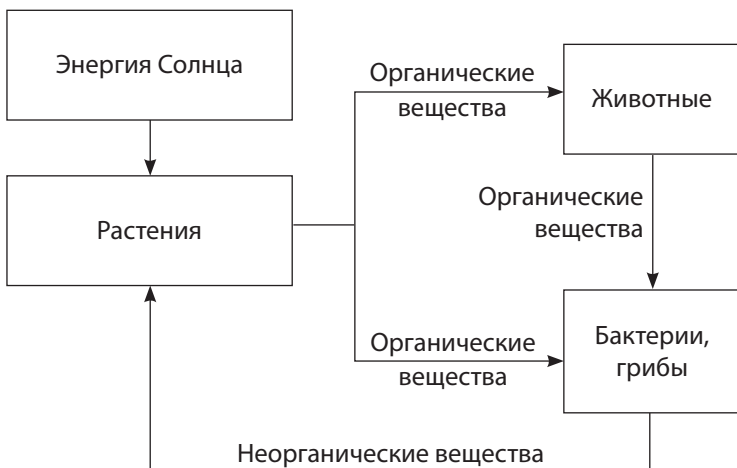 Энергия Солнца
Органические
вещества
Животные
Растения
Органические
вещества
Органические
вещества
Бактерии,
грибы
Неорганические вещества